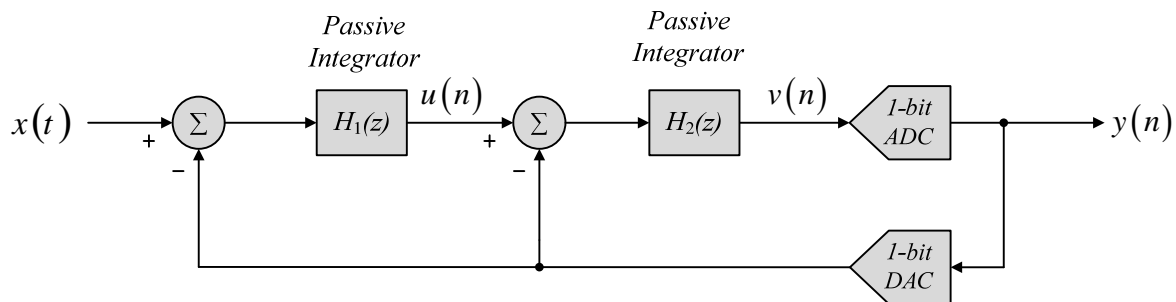 Passive
Integrator
Passive
Integrator
x(t)
+
−
Σ
H₁(z)
u(n)
+
−
Σ
H₂(z)
v(n)
1-bit
ADC
y(n)
1-bit
DAC